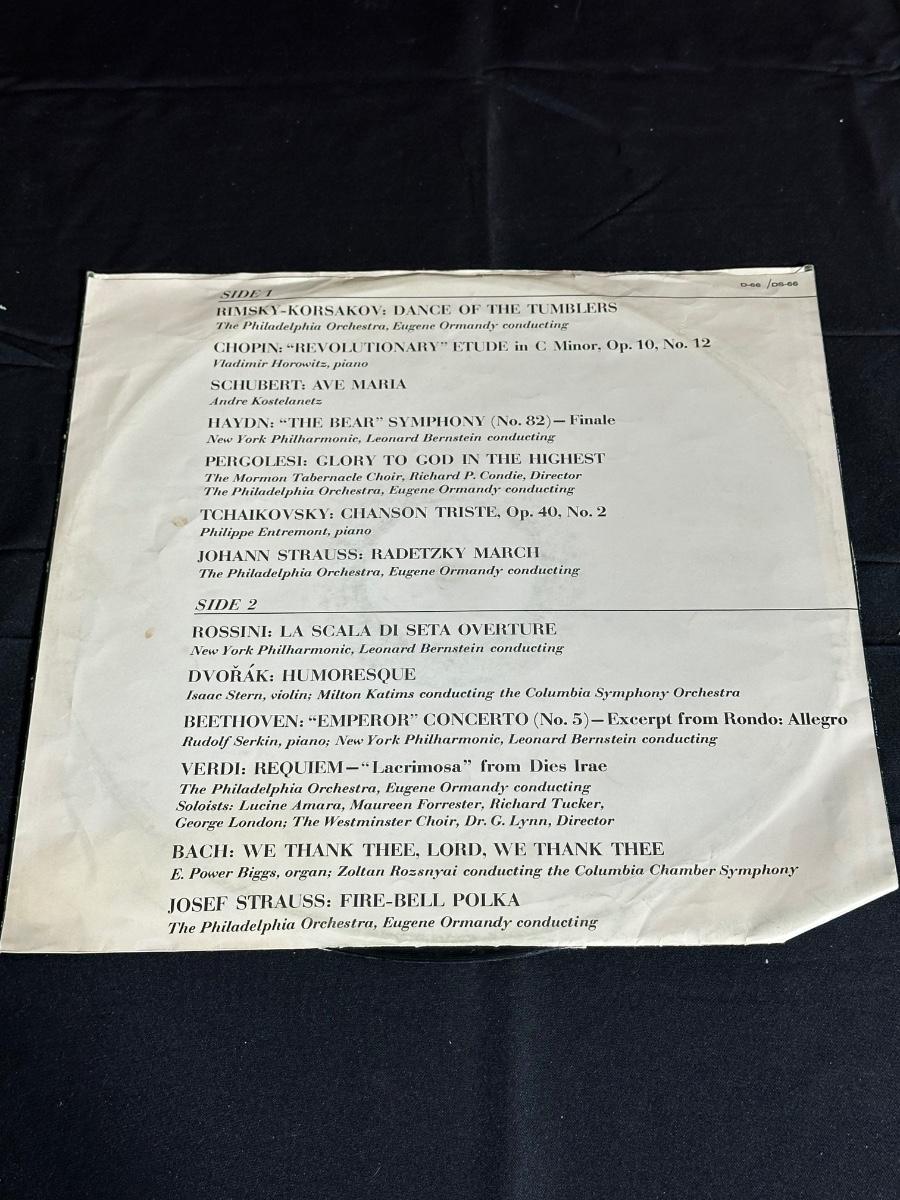 D-66 / DS-66
SIDE 1
RIMSKY-KORSAKOV: DANCE OF THE TUMBLERS
The Philadelphia Orchestra, Eugene Ormandy conducting
CHOPIN: “REVOLUTIONARY” ETUDE in C Minor, Op. 10, No. 12
Vladimir Horowitz, piano
SCHUBERT: AVE MARIA
Andre Kostelanetz
HAYDN: “THE BEAR” SYMPHONY (No. 82)—Finale
New York Philharmonic, Leonard Bernstein conducting
PERGOLESI: GLORY TO GOD IN THE HIGHEST
The Mormon Tabernacle Choir, Richard P. Condie, Director
The Philadelphia Orchestra, Eugene Ormandy conducting
TCHAIKOVSKY: CHANSON TRISTE, Op. 40, No. 2
Philippe Entremont, piano
JOHANN STRAUSS: RADETZKY MARCH
The Philadelphia Orchestra, Eugene Ormandy conducting
SIDE 2
ROSSINI: LA SCALA DI SETA OVERTURE
New York Philharmonic, Leonard Bernstein conducting
DVOŘÁK: HUMORESQUE
Isaac Stern, violin; Milton Katims conducting the Columbia Symphony Orchestra
BEETHOVEN: “EMPEROR” CONCERTO (No. 5)—Excerpt from Rondo: Allegro
Rudolf Serkin, piano; New York Philharmonic, Leonard Bernstein conducting
VERDI: REQUIEM—“Lacrimosa” from Dies Irae
The Philadelphia Orchestra, Eugene Ormandy conducting
Soloists: Lucine Amara, Maureen Forrester, Richard Tucker,
George London; The Westminster Choir, Dr. G. Lynn, Director
BACH: WE THANK THEE, LORD, WE THANK THEE
E. Power Biggs, organ; Zoltan Rozsnyai conducting the Columbia Chamber Symphony
JOSEF STRAUSS: FIRE-BELL POLKA
The Philadelphia Orchestra, Eugene Ormandy conducting